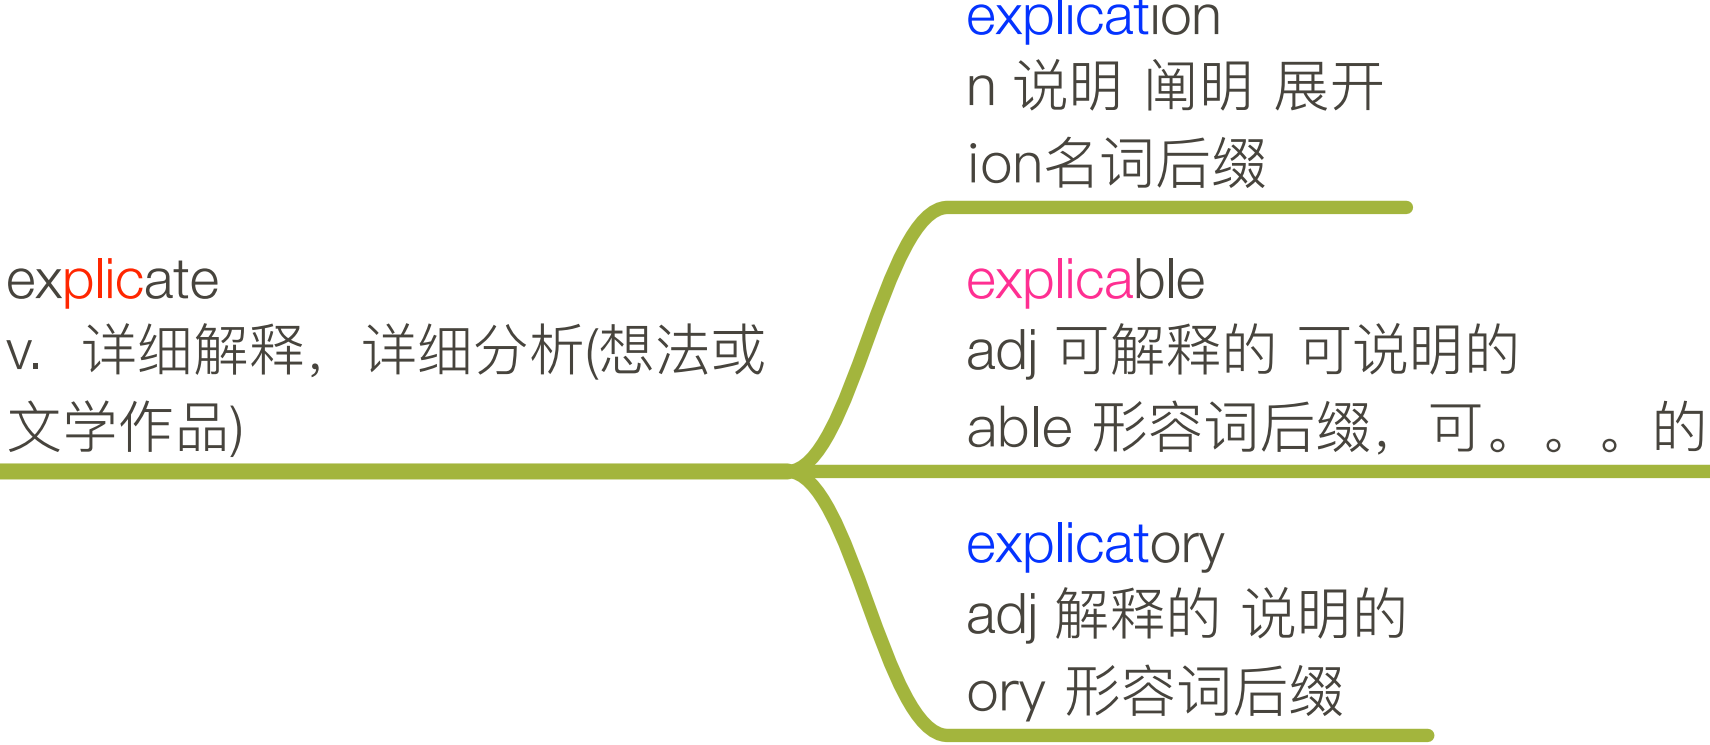 explication
n 说明 阐明 展开
ion名词后缀
explicate
v. 详细解释，详细分析(想法或
文学作品)
explicable
adj 可解释的 可说明的
able 形容词后缀，可。。。的
explicatory
adj 解释的 说明的
ory 形容词后缀